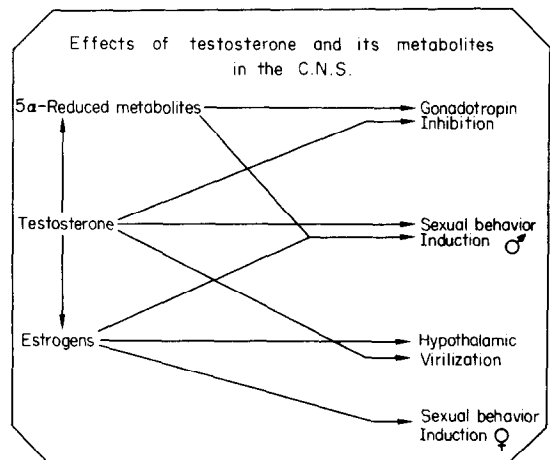 Effects of testosterone and its metabolites
in the C.N.S.
5α-Reduced metabolites
Gonadotropin
Inhibition
Testosterone
Sexual behavior
Induction ♂
Estrogens
Hypothalamic
Virilization
Sexual behavior
Induction ♀